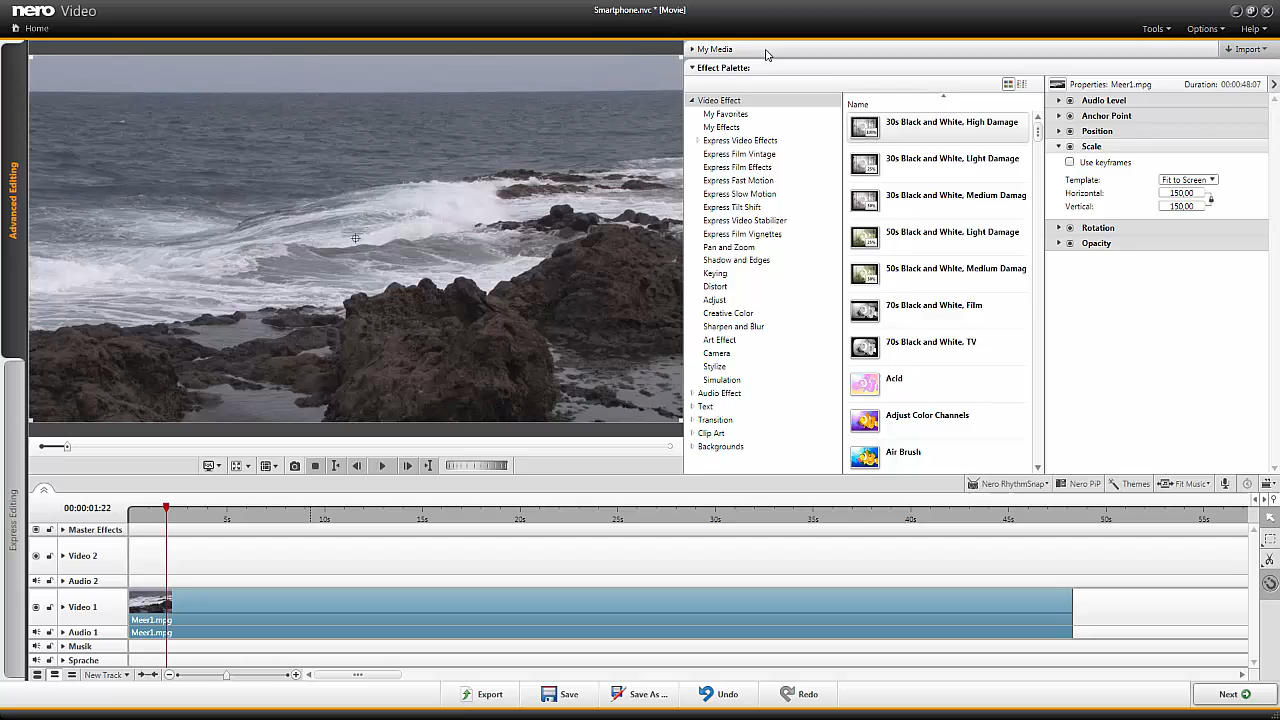 nero Video
Smartphone.nvc * [Movie]
Home
Tools
Options
Help
My Media
Import
Effect Palette:
Advanced Editing
Express Editing
Video Effect
My Favorites
My Effects
Express Video Effects
Express Film Vintage
Express Film Effects
Express Fast Motion
Express Slow Motion
Express Tilt Shift
Express Video Stabilizer
Express Film Vignettes
Pan and Zoom
Shadow and Edges
Keying
Distort
Adjust
Creative Color
Sharpen and Blur
Art Effect
Camera
Stylize
Simulation
Audio Effect
Text
Transition
Clip Art
Backgrounds
Name
30s Black and White, High Damage
30s Black and White, Light Damage
30s Black and White, Medium Damag
50s Black and White, Light Damage
50s Black and White, Medium Damag
70s Black and White, Film
70s Black and White, TV
Acid
Adjust Color Channels
Air Brush
Properties: Meer1.mpg
Duration: 00:00:48:07
Audio Level
Anchor Point
Position
Scale
Use keyframes
Template: Fit to Screen
Horizontal: 150,00
Vertical: 150,00
Rotation
Opacity
Nero RhythmSnap
Nero PiP
Themes
Fit Music
00:00:01:22
5s 10s 15s 20s 25s 30s 35s 40s 45s 50s 55s
Master Effects
Video 2
Audio 2
Video 1
Meer1.mpg
Audio 1
Meer1.mpg
Musik
Sprache
New Track
Export
Save
Save As ...
Undo
Redo
Next